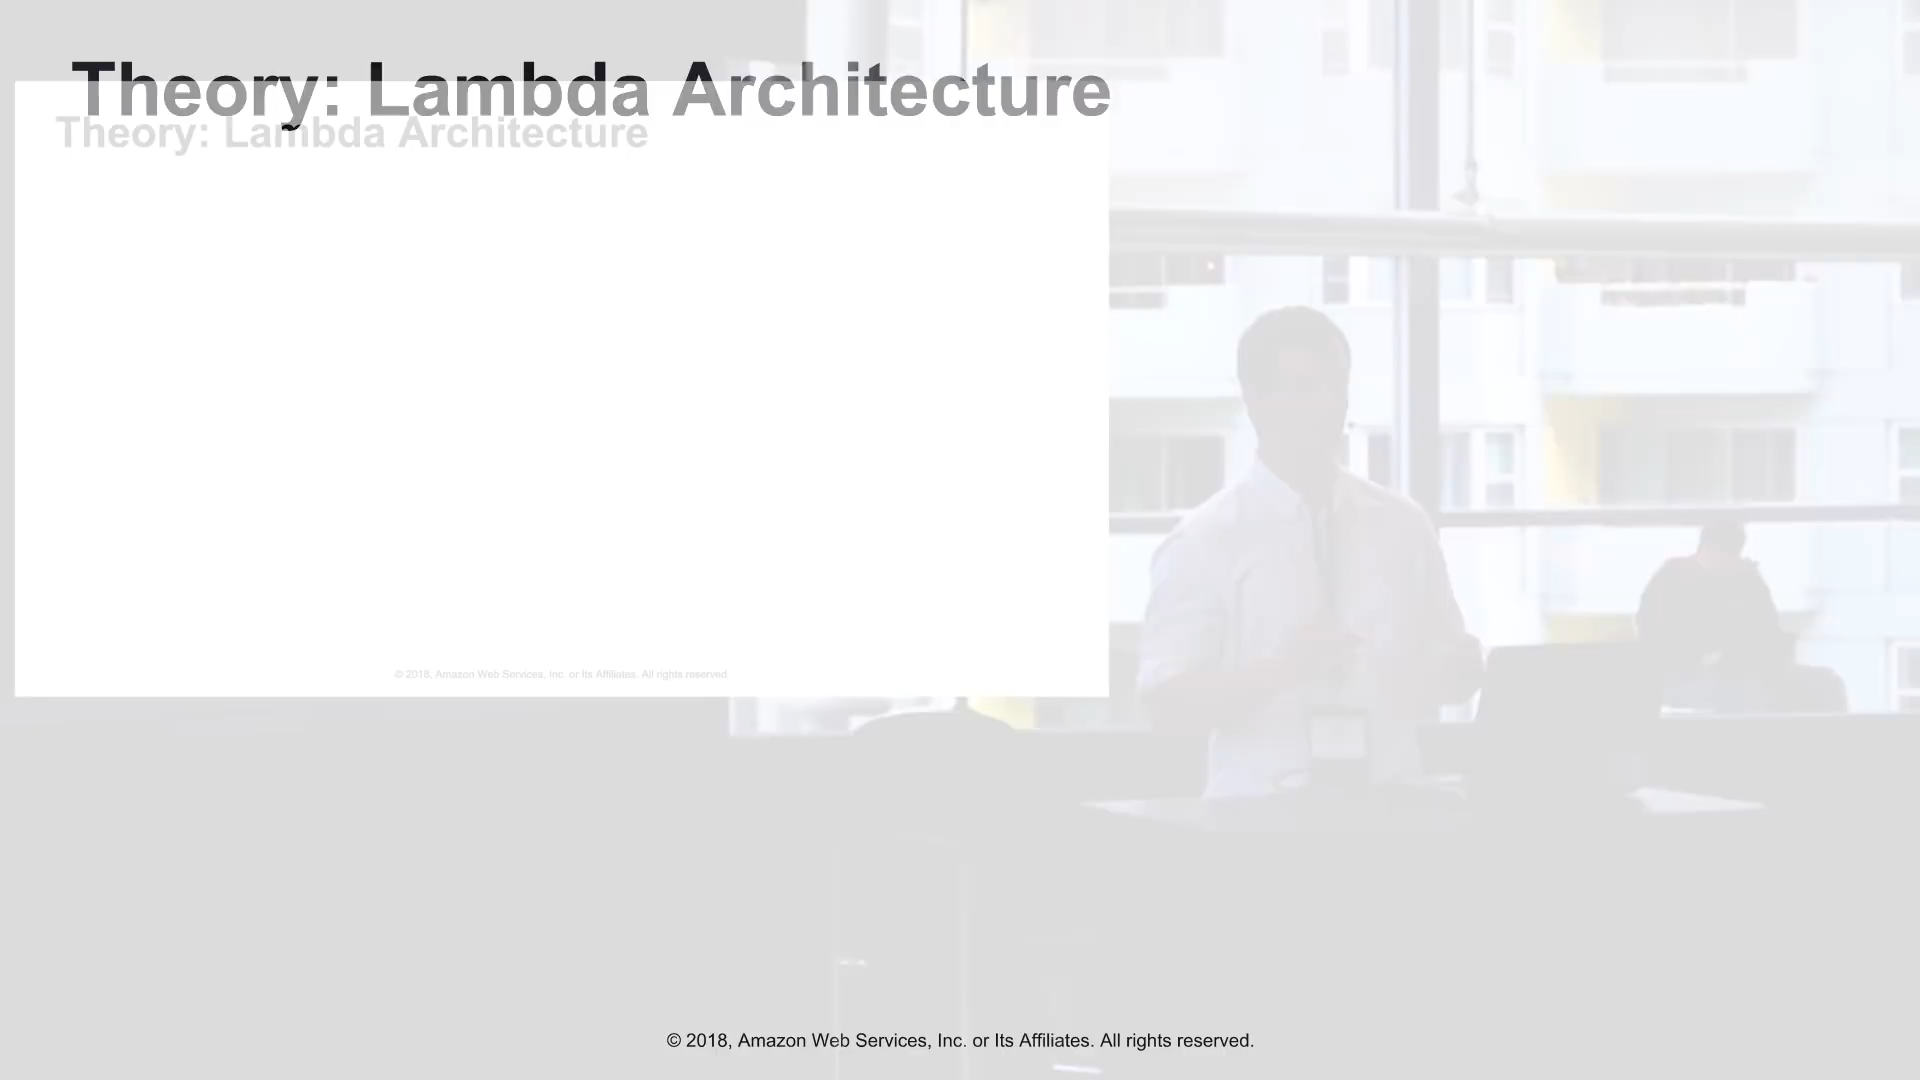 Theory: Lambda Architecture
Theory: Lambda Architecture
© 2018, Amazon Web Services, Inc. or Its Affiliates. All rights reserved.
© 2018, Amazon Web Services, Inc. or Its Affiliates. All rights reserved.